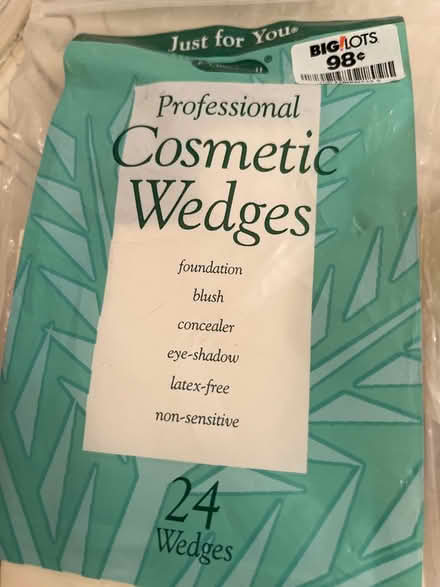 Just for You®
BIG LOTS
98¢
Professional
Cosmetic
Wedges
foundation
blush
concealer
eye-shadow
latex-free
non-sensitive
24
Wedges